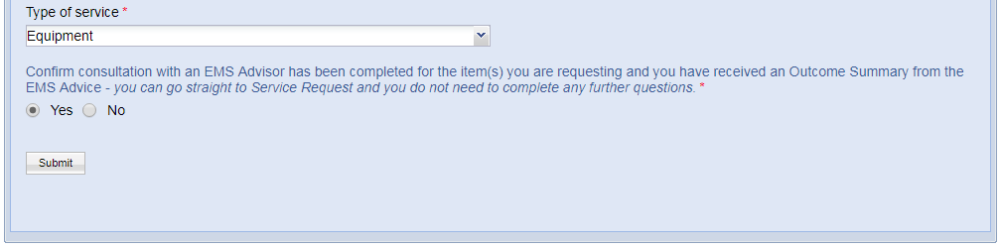 Type of service *
Equipment
Confirm consultation with an EMS Advisor has been completed for the item(s) you are requesting and you have received an Outcome Summary from the
EMS Advice - you can go straight to Service Request and you do not need to complete any further questions. *
Yes No
Submit